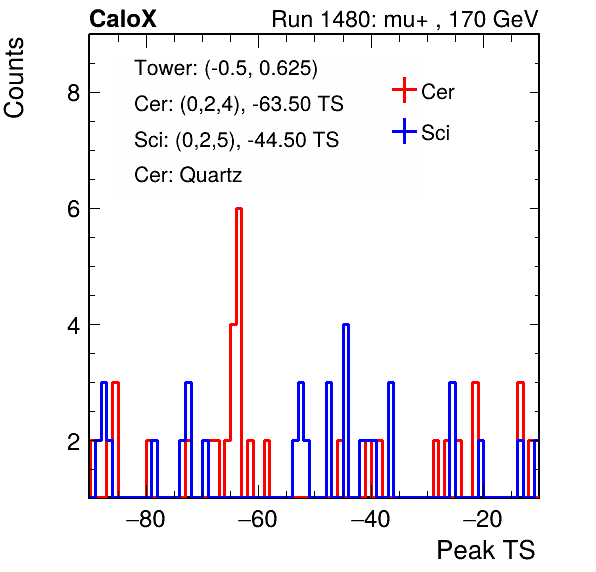 CaloX Run 1480: mu+ , 170 GeV
Counts
Tower: (-0.5, 0.625)
Cer: (0,2,4), -63.50 TS
Sci: (0,2,5), -44.50 TS
Cer: Quartz
Cer
Sci
8
6
4
2
−80 −60 −40 −20
Peak TS